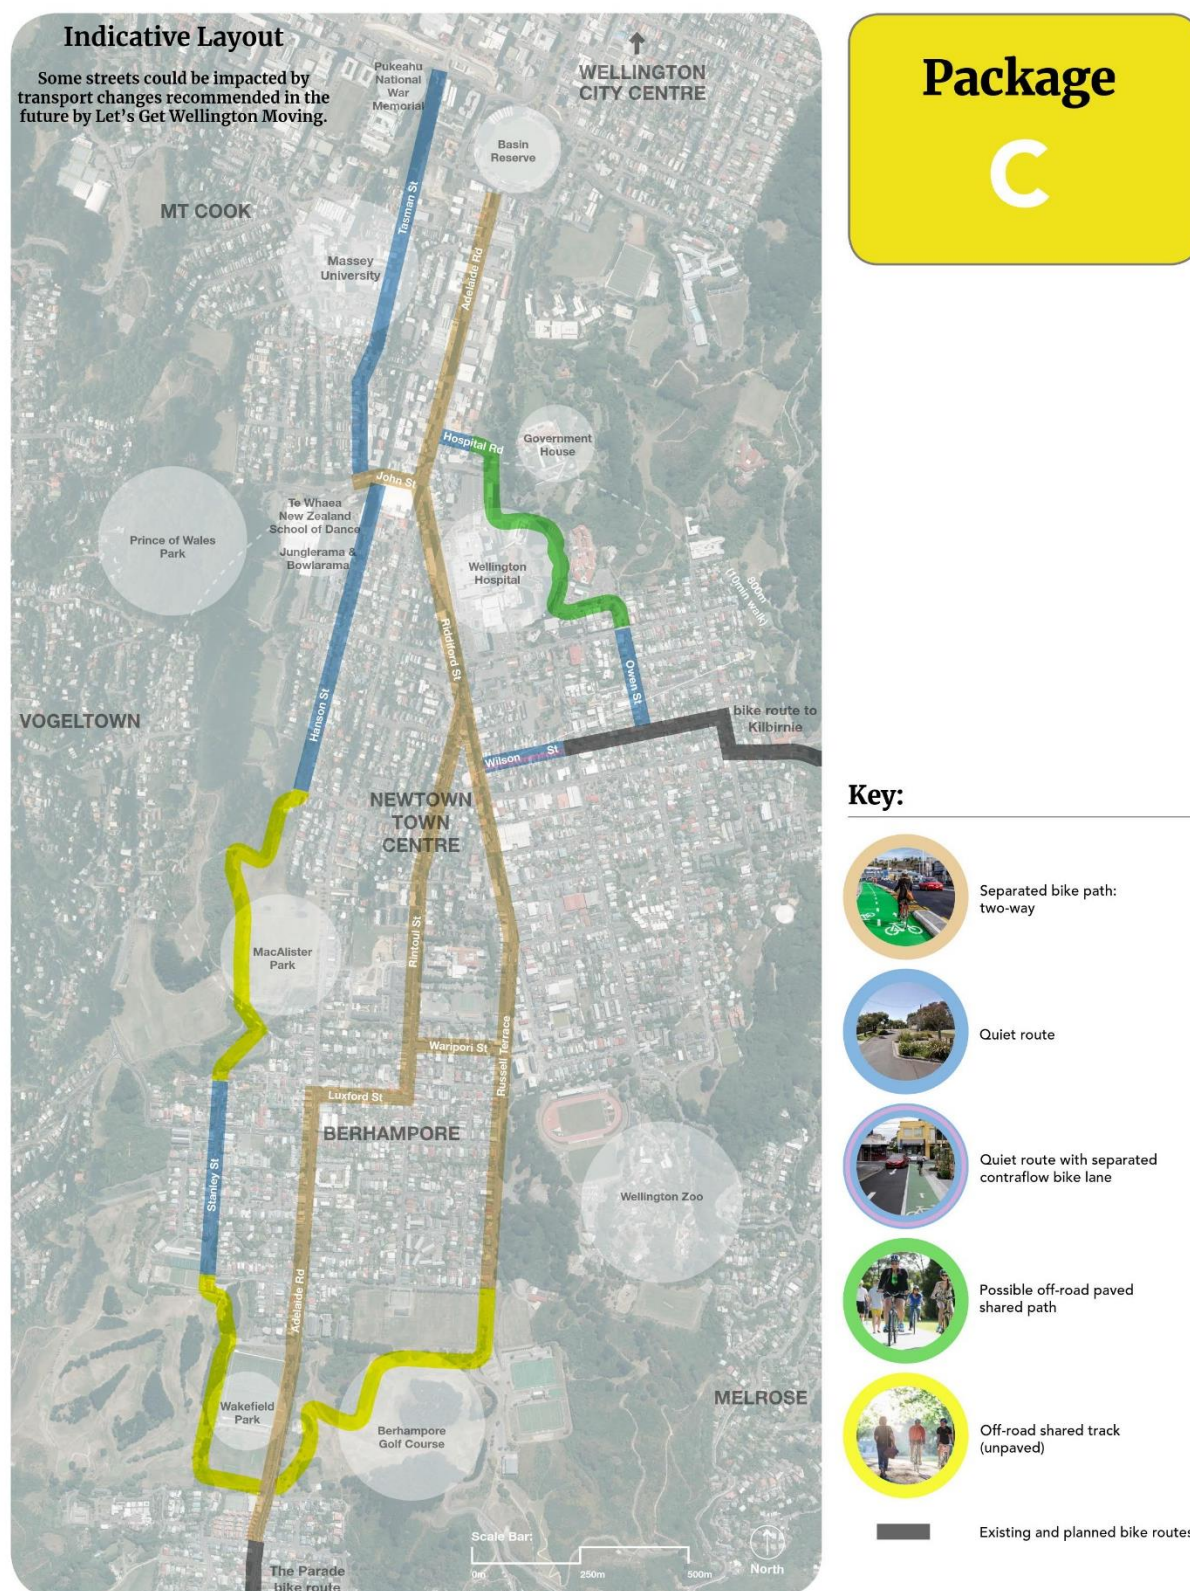 Indicative Layout
Some streets could be impacted by
transport changes recommended in the
future by Let's Get Wellington Moving.
Package
C
Pukeahu
National
War
Memorial
WELLINGTON
CITY CENTRE
Basin
Reserve
Tasman St
MT COOK
Massey
University
Adelaide Rd
Hospital Rd
Government
House
John St
Te Whaea
New Zealand
School of Dance
Junglerama &
Bowlarama
Prince of Wales
Park
Wellington
Hospital
800m
(10min walk)
Riddiford St
Owen St
Hanson St
VOGELTOWN
bike route to
Kilbirnie
Wilson St
NEWTOWN
TOWN
CENTRE
Rintoul St
MacAlister
Park
Waripori St
Russell Terrace
Luxford St
BERHAMPORE
Stanley St
Wellington Zoo
Adelaide Rd
Wakefield
Park
Berhampore
Golf Course
MELROSE
Scale Bar:
0m 250m 500m
North
The Parade
bike route
Key:
Separated bike path:
two-way
Quiet route
Quiet route with separated
contraflow bike lane
Possible off-road paved
shared path
Off-road shared track
(unpaved)
Existing and planned bike routes